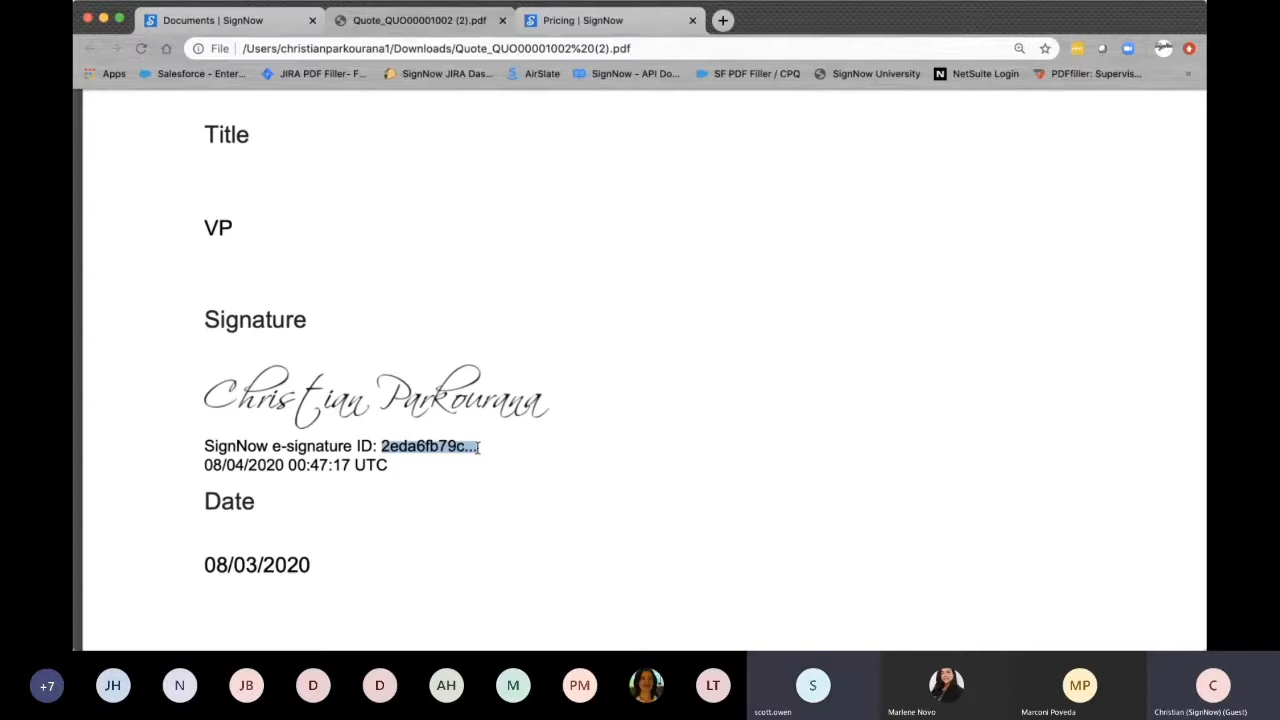 Documents | SignNow
Quote_QUO00001002 (2).pdf
Pricing | SignNow
File /Users/christianparkourana1/Downloads/Quote_QUO00001002%20(2).pdf
Apps Salesforce - Enter... JIRA PDF Filler- F... SignNow JIRA Das... AirSlate SignNow - API Do... SF PDF Filler / CPQ SignNow University NetSuite Login PDFfiller: Supervis... »
Title
VP
Signature
Christian Parkourana
SignNow e-signature ID: 2eda6fb79c...
08/04/2020 00:47:17 UTC
Date
08/03/2020
+7 JH N JB D D AH M PM LT S MP C
scott.owen Marlene Novo Marconi Poveda Christian (SignNow) (Guest)